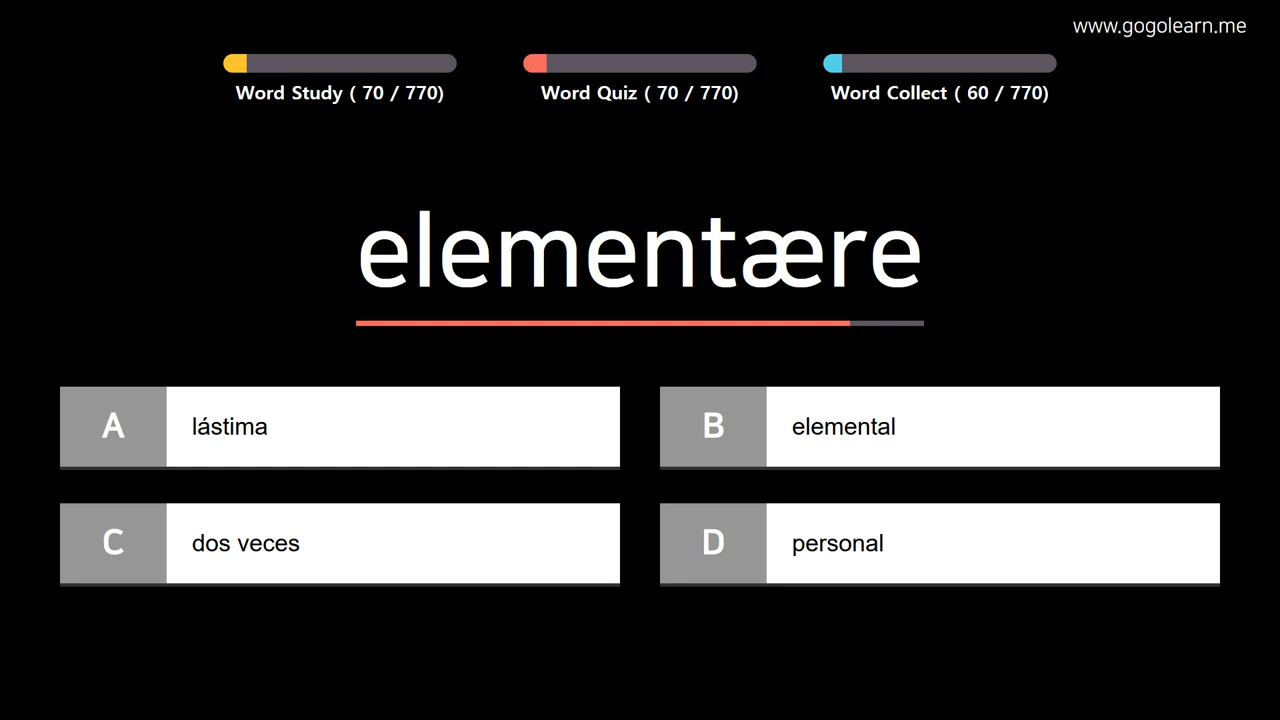 www.gogolearn.me
Word Study ( 70 / 770)
Word Quiz ( 70 / 770)
Word Collect ( 60 / 770)
elementære
A lástima
B elemental
C dos veces
D personal